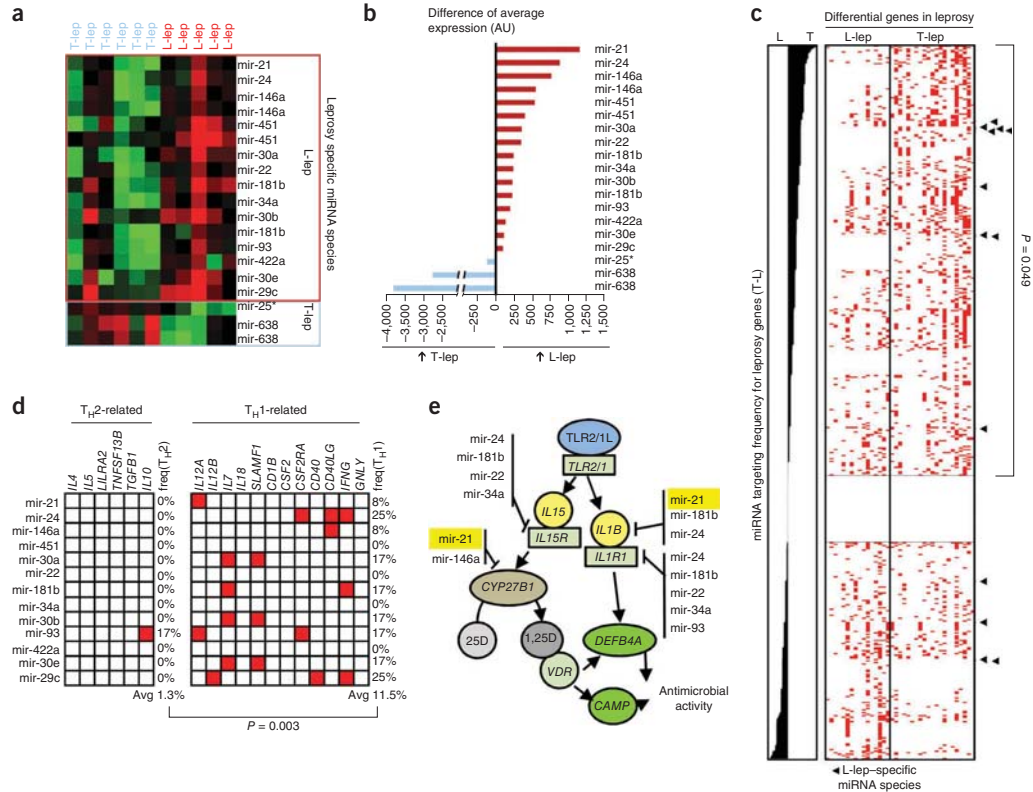 a
T-lep T-lep T-lep T-lep T-lep T-lep L-lep L-lep L-lep L-lep L-lep
mir-21
mir-24
mir-146a
mir-146a
mir-451
mir-451
mir-30a
mir-22
mir-181b
mir-34a
mir-30b
mir-181b
mir-93
mir-422a
mir-30e
mir-29c
mir-25*
mir-638
mir-638
L-lep
T-lep
Leprosy specific miRNA species
b
Difference of average
expression (AU)
mir-21
mir-24
mir-146a
mir-146a
mir-451
mir-451
mir-30a
mir-22
mir-181b
mir-34a
mir-30b
mir-181b
mir-93
mir-422a
mir-30e
mir-29c
mir-25*
mir-638
mir-638
-4,000 -3,500 -3,000 -2,500 -250 0 250 500 750 1,000 1,250 1,500
↑ T-lep ↑ L-lep
c
Differential genes in leprosy
L T L-lep T-lep
miRNA targeting frequency for leprosy genes (T-L)
P = 0.049
◄ L-lep–specific
miRNA species
d
TH2-related TH1-related
IL4 IL5 LILRA2 TNFSF13B TGFB1 IL10 freq(TH2) IL12A IL12B IL7 IL18 SLAMF1 CD1B CSF2 CSF2RA CD40 CD40LG IFNG GNLY freq(TH1)
mir-21 0% 8%
mir-24 0% 25%
mir-146a 0% 8%
mir-451 0% 0%
mir-30a 0% 17%
mir-22 0% 0%
mir-181b 0% 17%
mir-34a 0% 0%
mir-30b 0% 17%
mir-93 17% 17%
mir-422a 0% 0%
mir-30e 0% 17%
mir-29c 0% 25%
Avg 1.3% Avg 11.5%
P = 0.003
e
TLR2/1L
TLR2/1
mir-24
mir-181b
mir-22
mir-34a
IL15
IL15R
IL1B
IL1R1
mir-21
mir-181b
mir-24
mir-21
mir-146a
mir-24
mir-181b
mir-22
mir-34a
mir-93
CYP27B1
25D
1,25D
VDR
DEFB4A
CAMP
Antimicrobial
activity